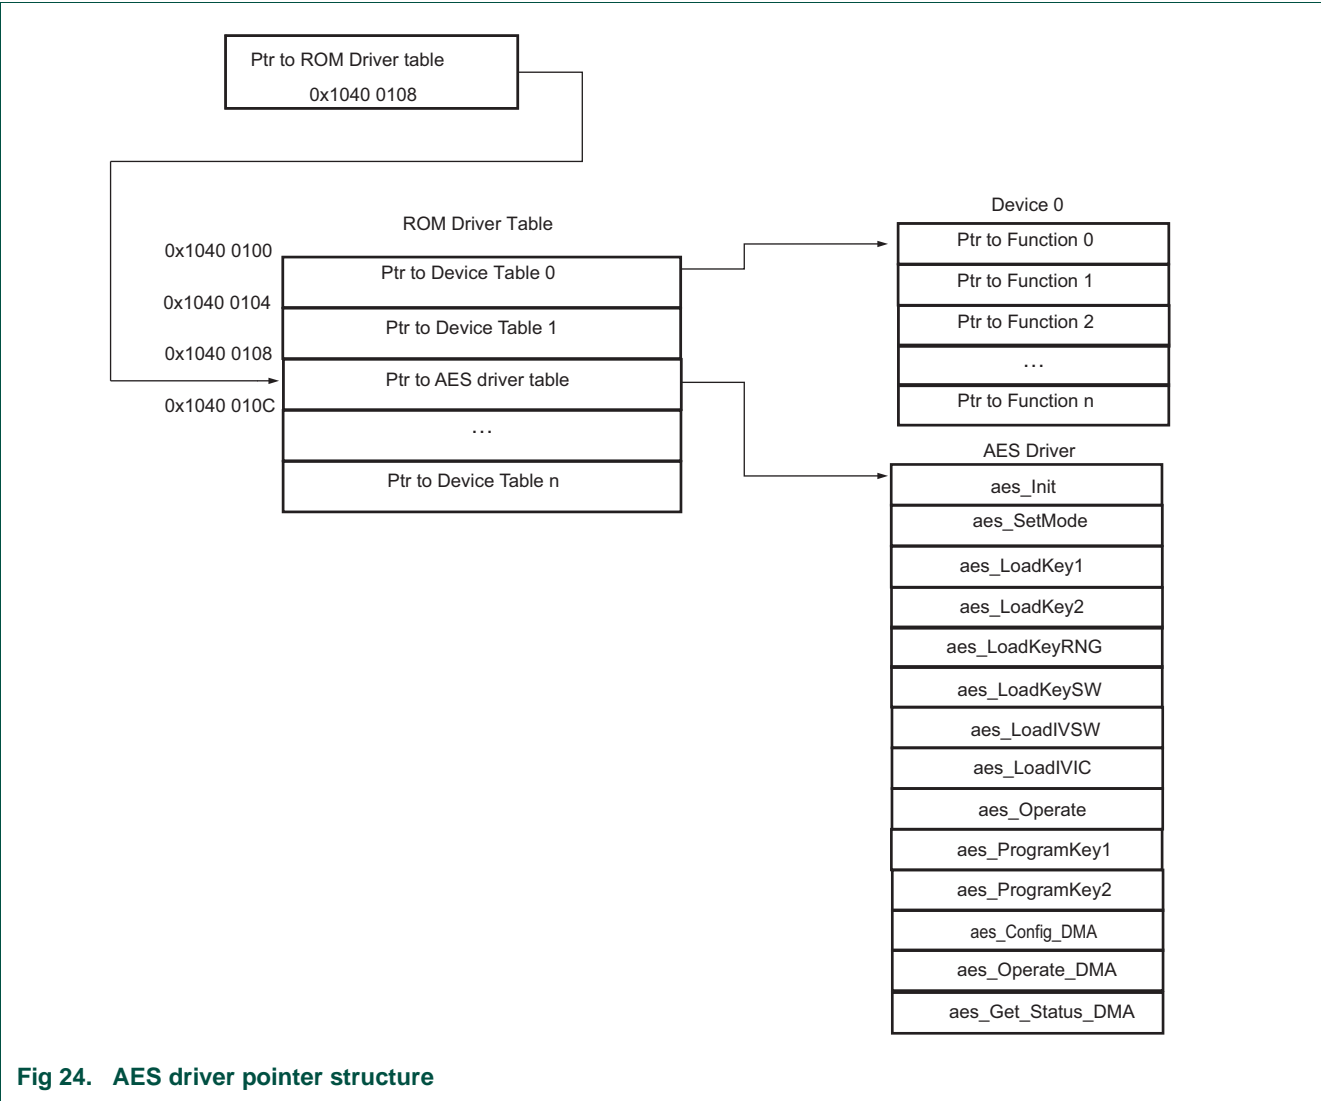 Ptr to ROM Driver table
0x1040 0108
ROM Driver Table
0x1040 0100
Ptr to Device Table 0
0x1040 0104
Ptr to Device Table 1
0x1040 0108
Ptr to AES driver table
0x1040 010C
...
Ptr to Device Table n
Device 0
Ptr to Function 0
Ptr to Function 1
Ptr to Function 2
...
Ptr to Function n
AES Driver
aes_Init
aes_SetMode
aes_LoadKey1
aes_LoadKey2
aes_LoadKeyRNG
aes_LoadKeySW
aes_LoadIVSW
aes_LoadIVIC
aes_Operate
aes_ProgramKey1
aes_ProgramKey2
aes_Config_DMA
aes_Operate_DMA
aes_Get_Status_DMA
Fig 24. AES driver pointer structure